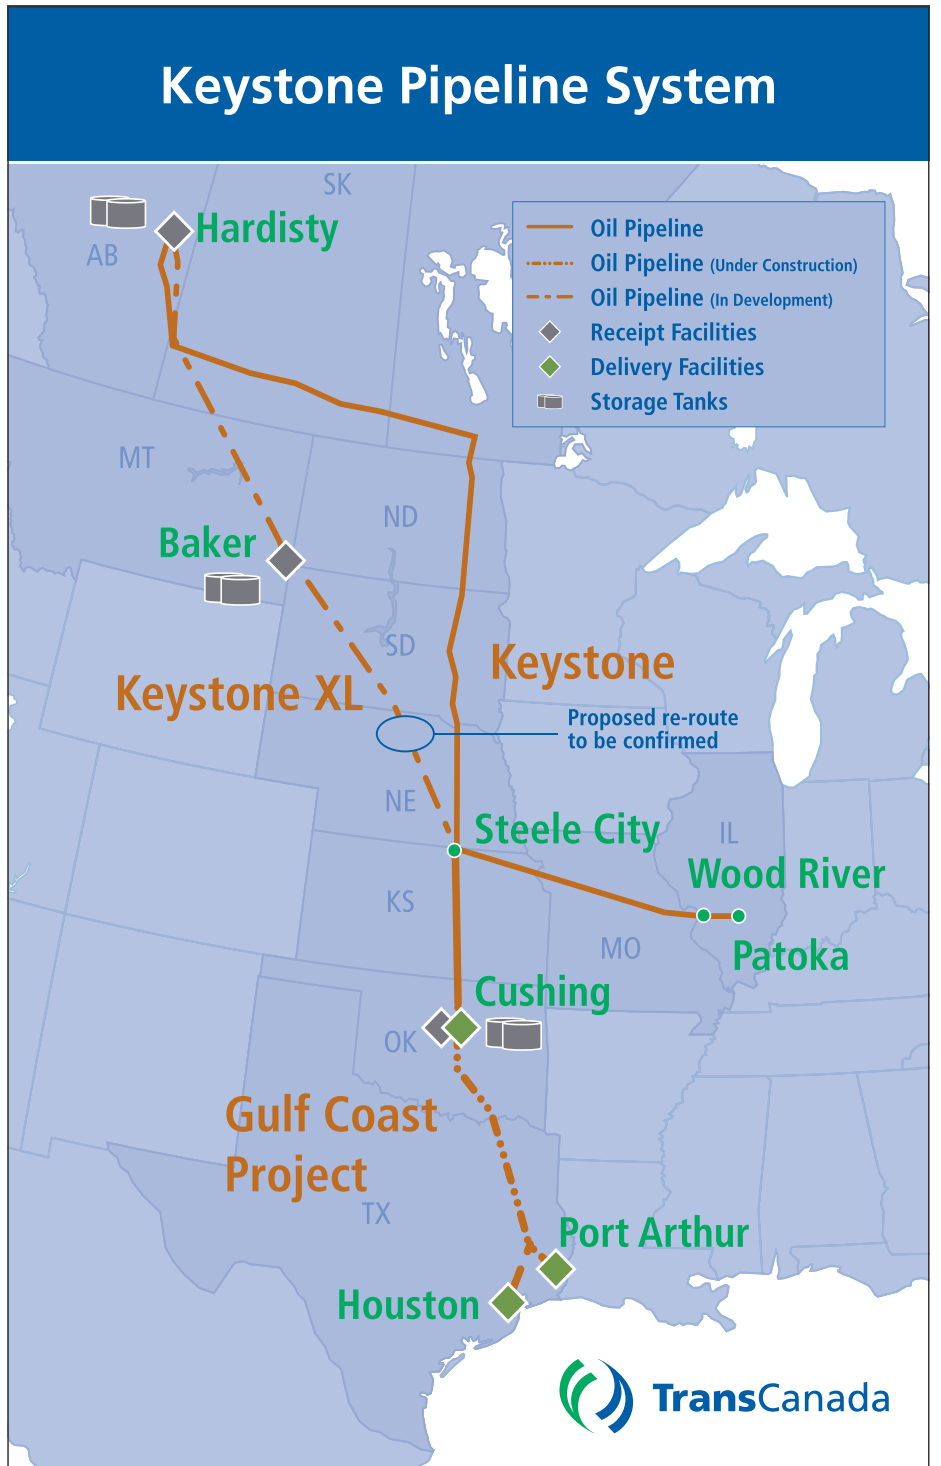 Keystone Pipeline System
SK
AB
Hardisty
Oil Pipeline
Oil Pipeline (Under Construction)
Oil Pipeline (In Development)
Receipt Facilities
Delivery Facilities
Storage Tanks
MT
ND
Baker
SD
Keystone
Keystone XL
Proposed re-route
to be confirmed
NE
Steele City
IL
Wood River
KS
MO
Patoka
Cushing
OK
Gulf Coast
Project
TX
Port Arthur
Houston
TransCanada